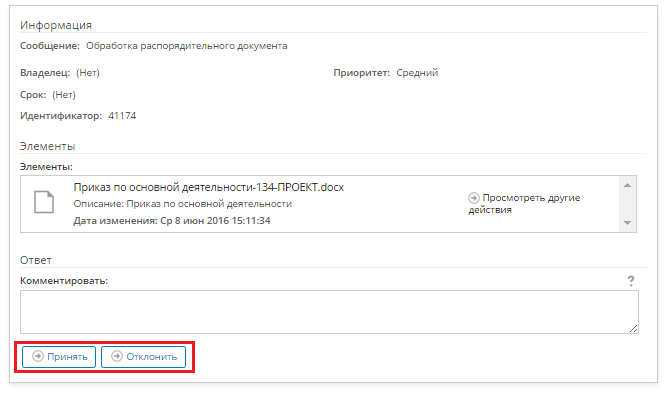 Информация
Сообщение: Обработка распорядительного документа
Владелец: (Нет) Приоритет: Средний
Срок: (Нет)
Идентификатор: 41174
Элементы
Элементы:
Приказ по основной деятельности-134-ПРОЕКТ.docx
Описание: Приказ по основной деятельности
Дата изменения: Ср 8 июн 2016 15:11:34
Просмотреть другие
действия
Ответ
Комментировать: ?
Принять Отклонить